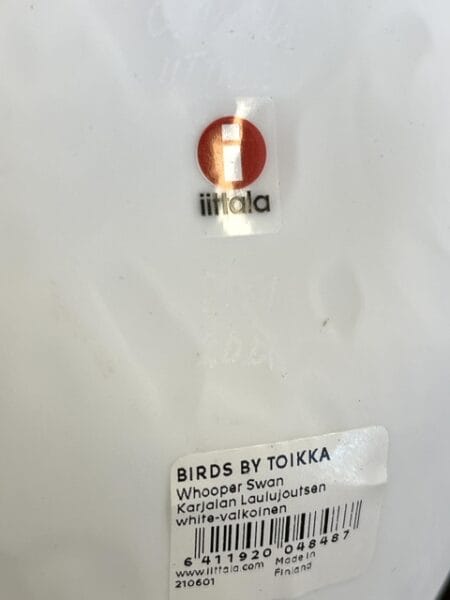 i
iittala
BIRDS BY TOIKKA
Whooper Swan
Karjalan Laulujoutsen
white-valkoinen
6 411920 048487
www.iittala.com Made in
210601 Finland